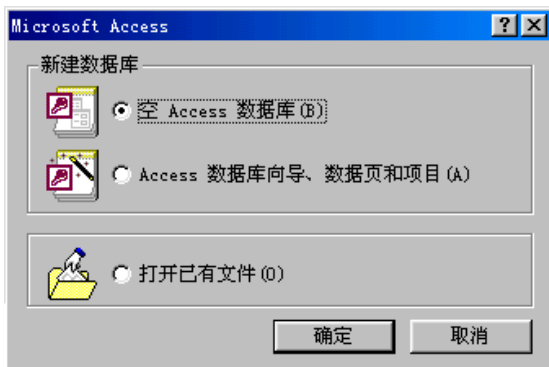 Microsoft Access
新建数据库
空 Access 数据库(B)
Access 数据库向导、数据页和项目(A)
打开已有文件(O)
确定 取消